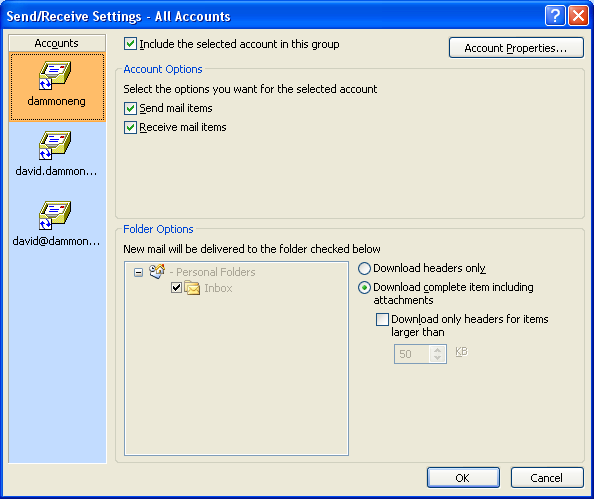 Send/Receive Settings - All Accounts
Accounts
dammoneng
david.dammon...
david@dammon...
Include the selected account in this group
Account Properties...
Account Options
Select the options you want for the selected account
Send mail items
Receive mail items
Folder Options
New mail will be delivered to the folder checked below
- Personal Folders
Inbox
Download headers only
Download complete item including
attachments
Download only headers for items
larger than
50 KB
OK
Cancel